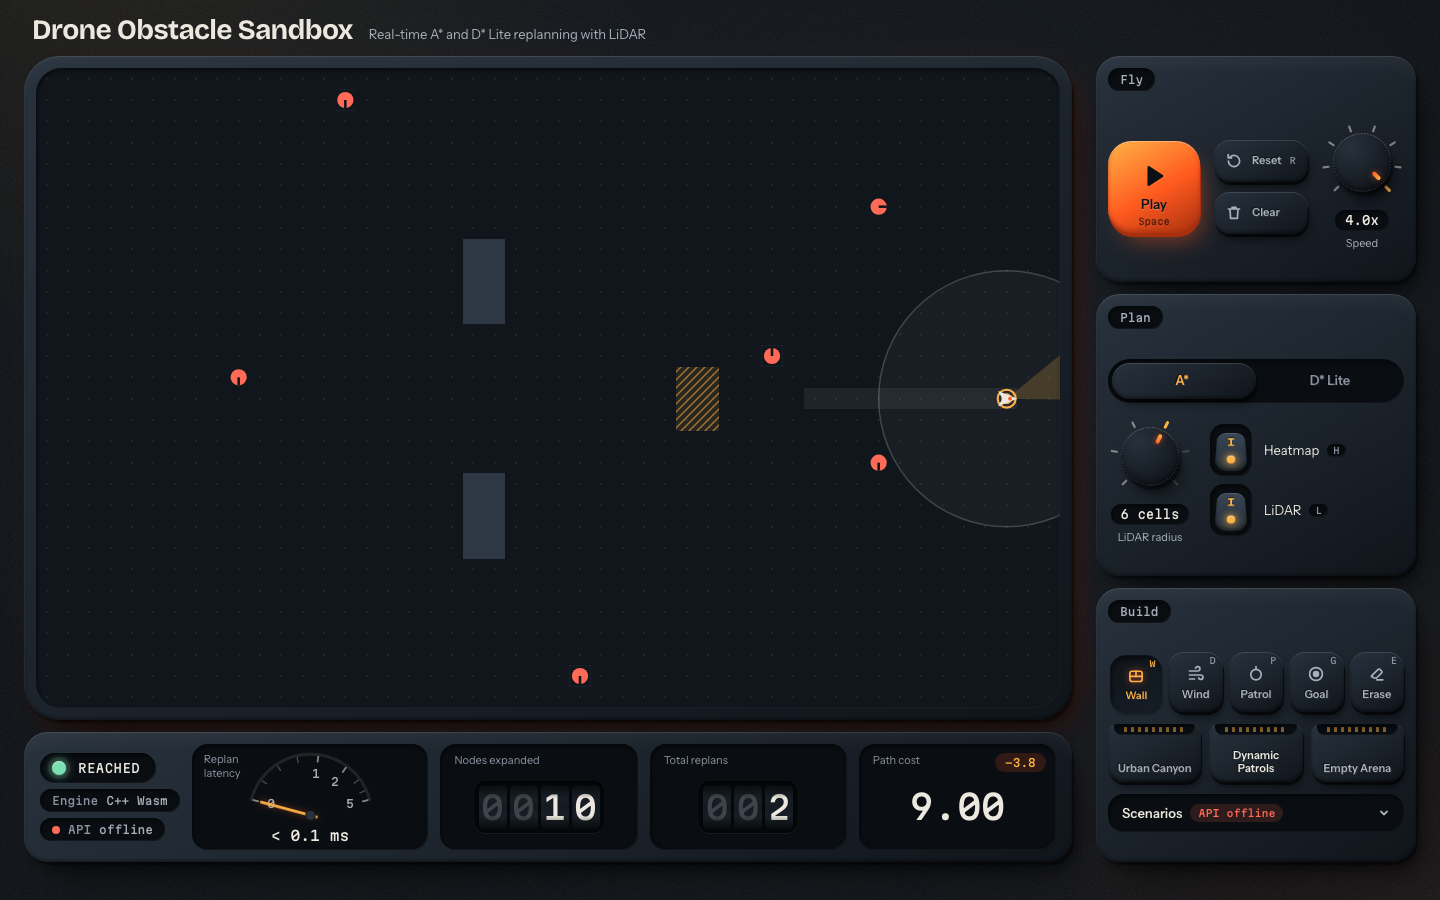 Drone Obstacle Sandbox
Real-time A* and D* Lite replanning with LiDAR
Fly
Play
Space
Reset R
Clear
4.0x
Speed
Plan
A*
D* Lite
6 cells
LiDAR radius
I
Heatmap H
I
LiDAR L
Build
W
Wall
D
Wind
P
Patrol
G
Goal
E
Erase
Urban Canyon
Dynamic
Patrols
Empty Arena
Scenarios API offline
REACHED
Engine C++ Wasm
API offline
Replan
latency
0 1 2 5
< 0.1 ms
Nodes expanded
0010
Total replans
002
Path cost
−3.8
9.00